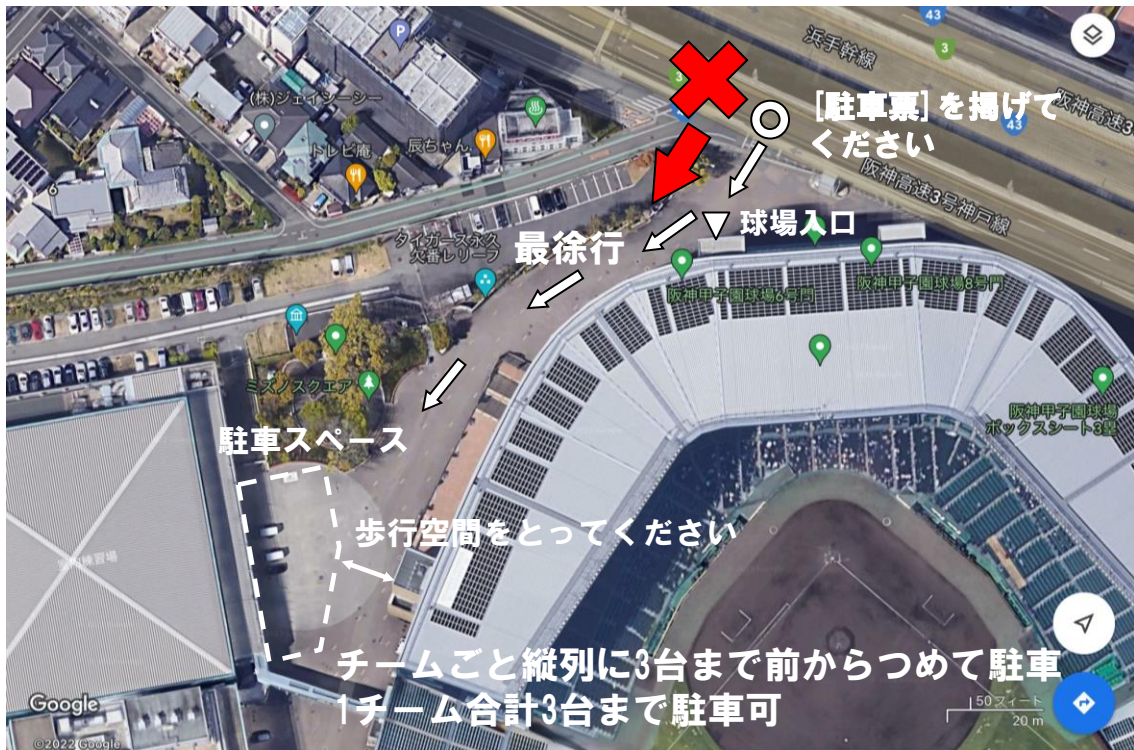 43
3
浜手幹線
P
3
[駐車票]を掲げて
ください
阪神高速3
43
(株)ジェイシーシー
トレビ庵
辰ちゃん
6
阪神高速3号神戸線
▼ 球場入口
タイガース永久
欠番レリーフ
最徐行
阪神甲子園球場6号門
阪神甲子園球場8号門
ミズノスクエア
阪神甲子園球場
ボックスシート3塁
駐車スペース
歩行空間をとってください
室内練習場
チームごと縦列に3台まで前からつめて駐車
1チーム合計3台まで駐車可
Google
50フィート
20 m
©2022 Google